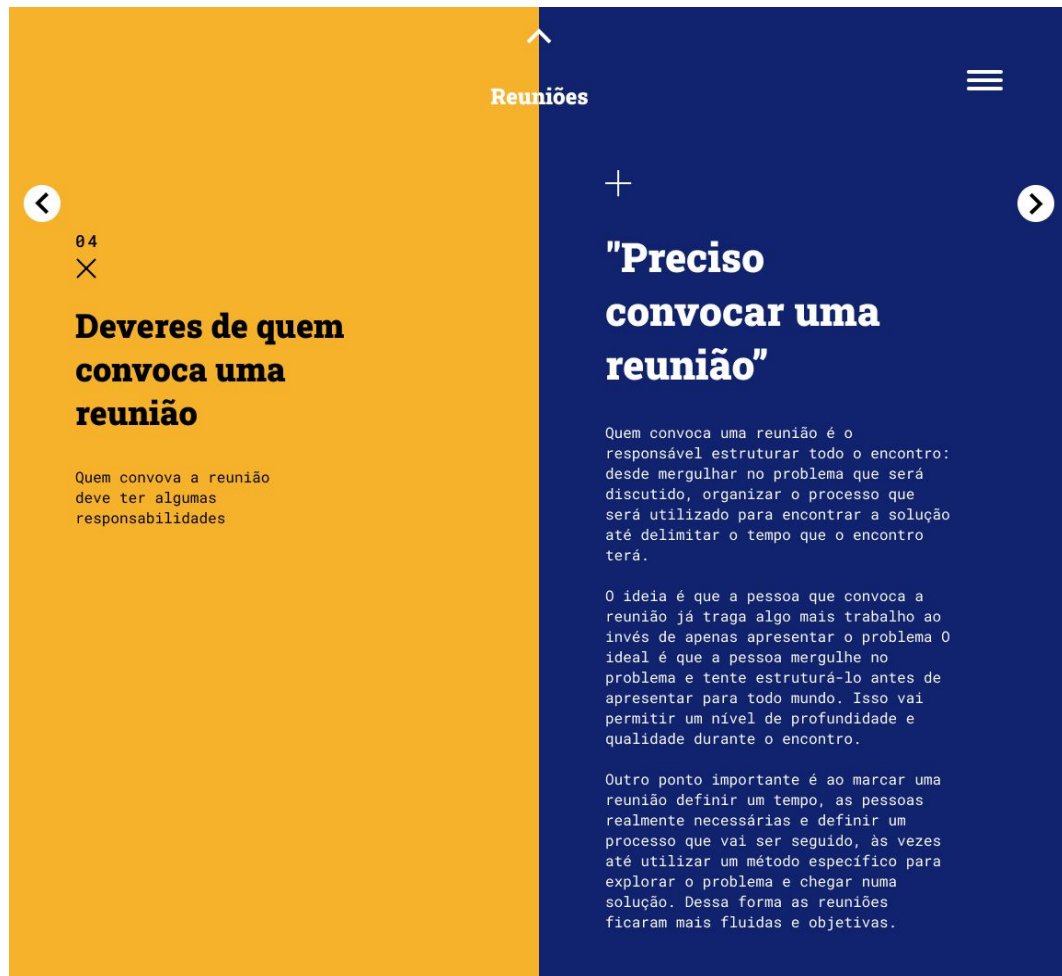 Reuniões
04
Deveres de quem
convoca uma
reunião
Quem convova a reunião
deve ter algumas
responsabilidades
"Preciso
convocar uma
reunião”
Quem convoca uma reunião é o
responsável estruturar todo o encontro:
desde mergulhar no problema que será
discutido, organizar o processo que
será utilizado para encontrar a solução
até delimitar o tempo que o encontro
terá.
O ideia é que a pessoa que convoca a
reunião já traga algo mais trabalho ao
invés de apenas apresentar o problema O
ideal é que a pessoa mergulhe no
problema e tente estruturá-lo antes de
apresentar para todo mundo. Isso vai
permitir um nível de profundidade e
qualidade durante o encontro.
Outro ponto importante é ao marcar uma
reunião definir um tempo, as pessoas
realmente necessárias e definir um
processo que vai ser seguido, às vezes
até utilizar um método específico para
explorar o problema e chegar numa
solução. Dessa forma as reuniões
ficaram mais fluidas e objetivas.